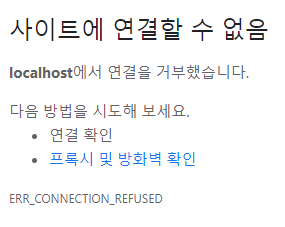 사이트에 연결할 수 없음
localhost에서 연결을 거부했습니다.
다음 방법을 시도해 보세요.
• 연결 확인
• 프록시 및 방화벽 확인
ERR_CONNECTION_REFUSED